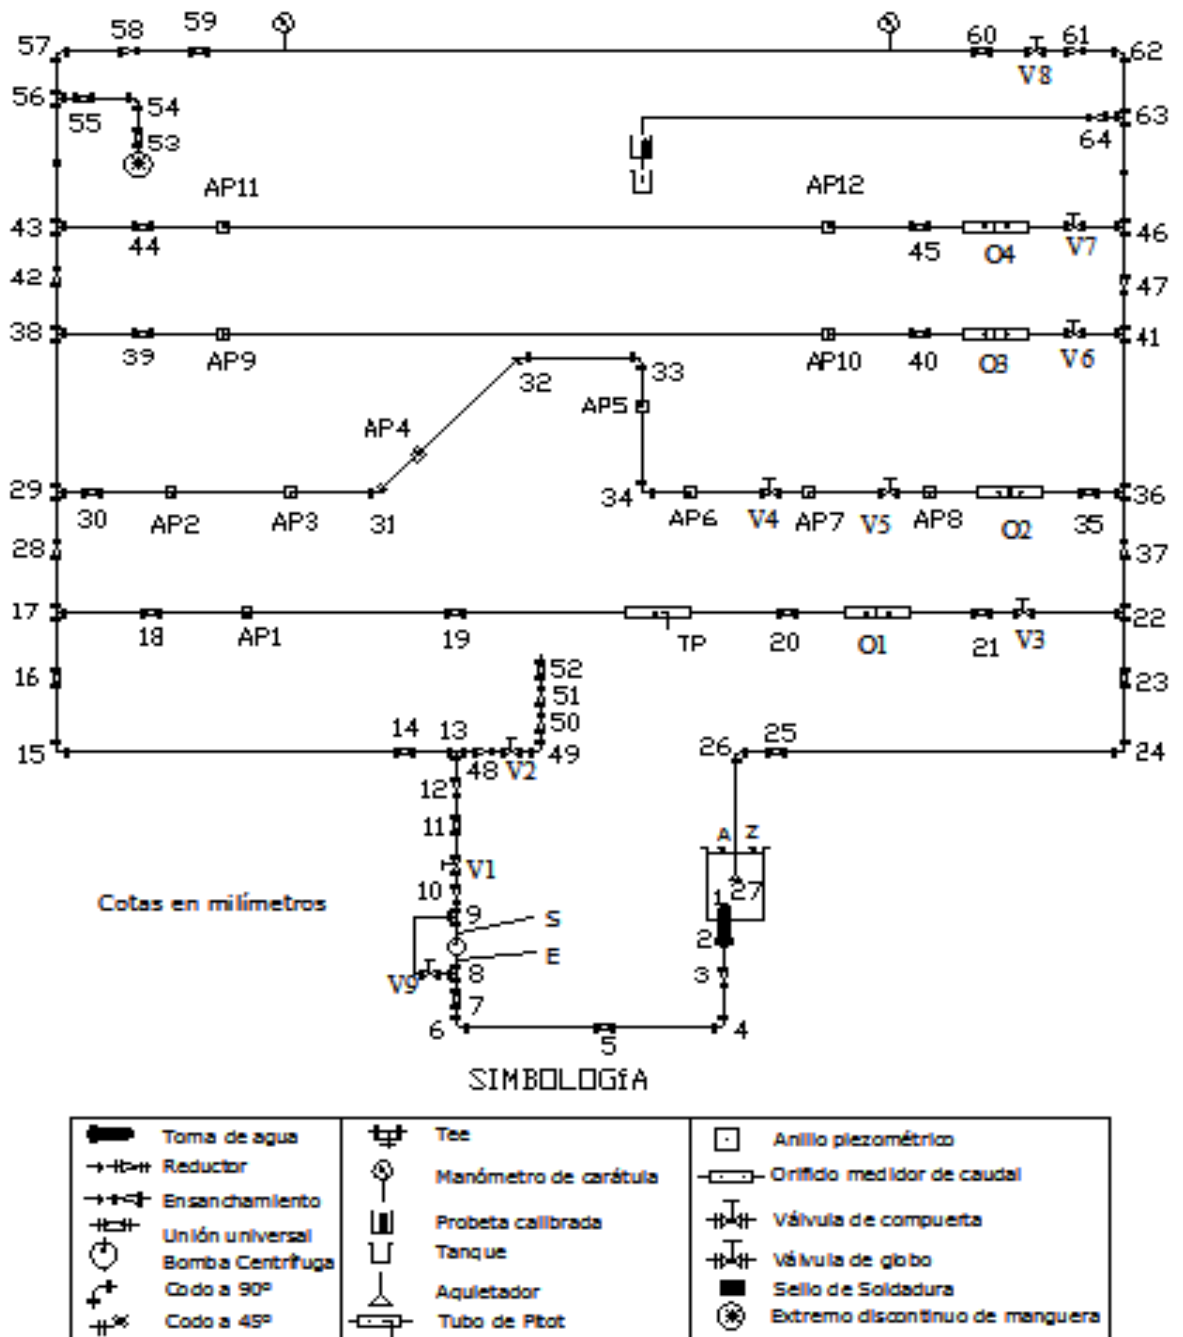 57 58 59 60 61 62
V8
56 55 54 63
53 64
AP11 AP12
43 44 45 O4 V7 46
42 47
38 39 AP9 AP10 40 O3 V6 41
32 33
AP4 AP5
29 34 36
30 AP2 AP3 31 AP6 V4 AP7 V5 AP8 O2 35
28 37
17 22
18 AP1 19 TP 20 O1 21 V3
16 52 23
51
50
14 13 25
15 48 V2 49 26 24
12
11 A Z
V1
Cotas en milímetros 10 1 27
9 S
2
E
V9 8 3
7
6 5 4
SIMBOLOGíA
Toma de agua
Reductor
Ensanchamiento
Unión universal
Bomba Centrífuga
Codo a 90º
Codo a 45º
Tee
Manómetro de carátula
Probeta calibrada
Tanque
Aquietador
Tubo de Pitot
Anillo piezométrico
Orificio medidor de caudal
Válvula de compuerta
Válvula de globo
Sello de Soldadura
Extremo discontinuo de manguera